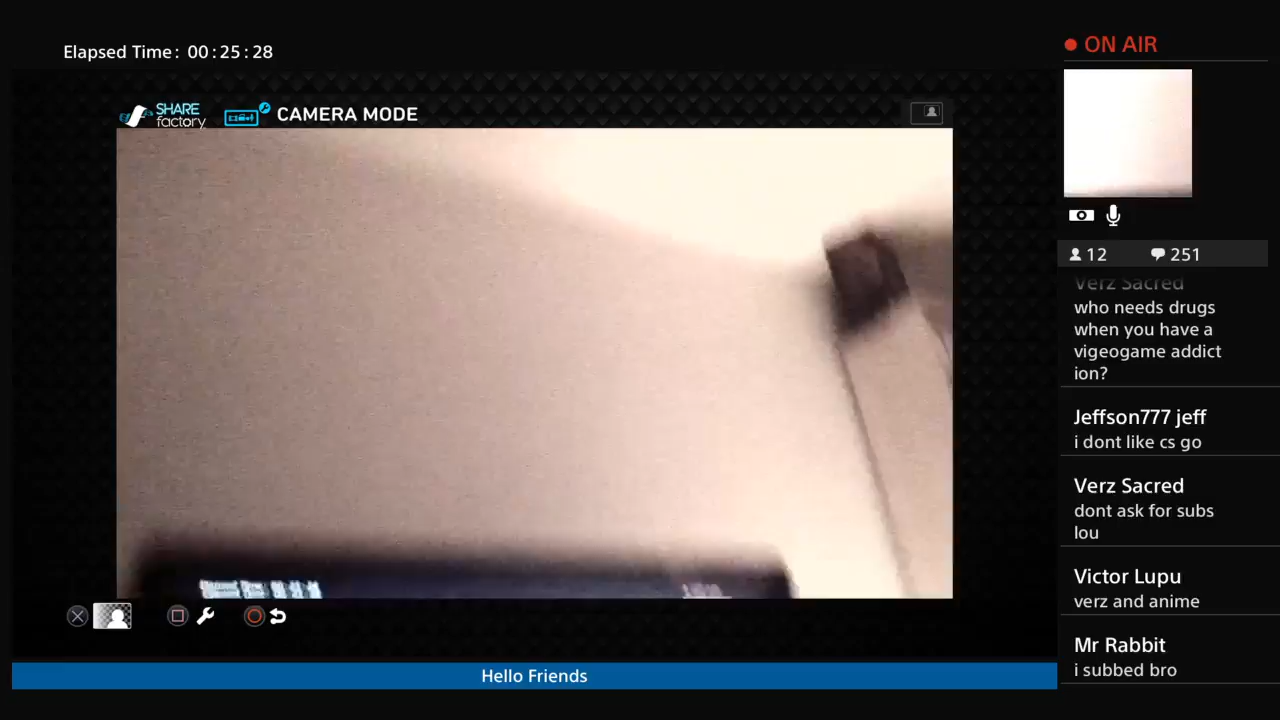 Elapsed Time: 00:25:28
ON AIR
SHARE
factory
CAMERA MODE
12
251
Verz Sacred
who needs drugs
when you have a
vigeogame addict
ion?
Jeffson777 jeff
i dont like cs go
Verz Sacred
dont ask for subs
lou
Victor Lupu
verz and anime
Mr Rabbit
i subbed bro
Hello Friends